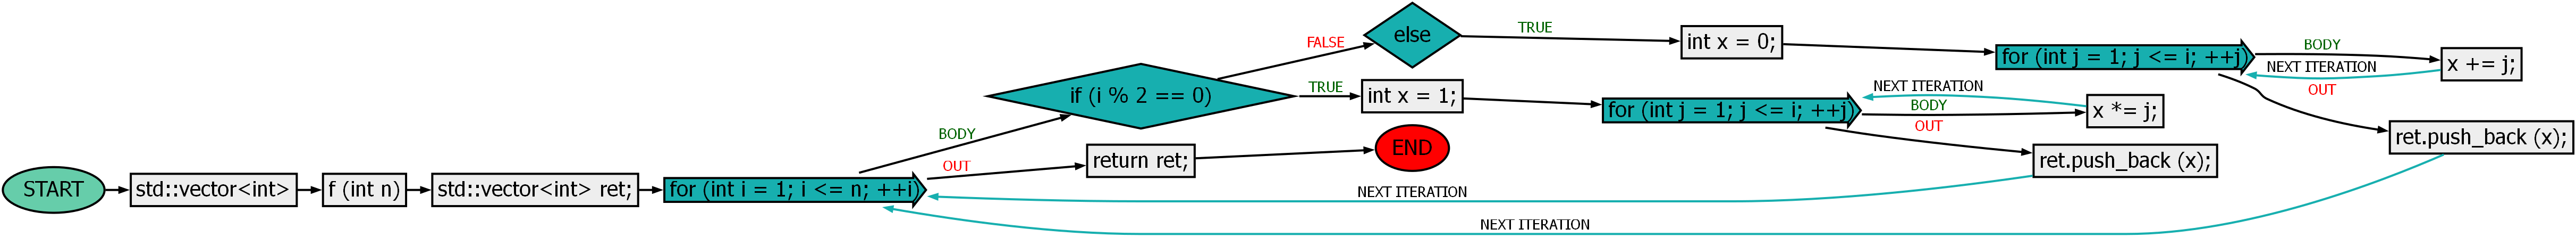 START
std::vector<int>
f (int n)
std::vector<int> ret;
for (int i = 1; i <= n; ++i)
BODY
OUT
return ret;
END
if (i % 2 == 0)
FALSE
TRUE
else
TRUE
int x = 0;
for (int j = 1; j <= i; ++j)
BODY
NEXT ITERATION
OUT
x += j;
ret.push_back (x);
int x = 1;
for (int j = 1; j <= i; ++j)
NEXT ITERATION
BODY
OUT
x *= j;
ret.push_back (x);
NEXT ITERATION
NEXT ITERATION